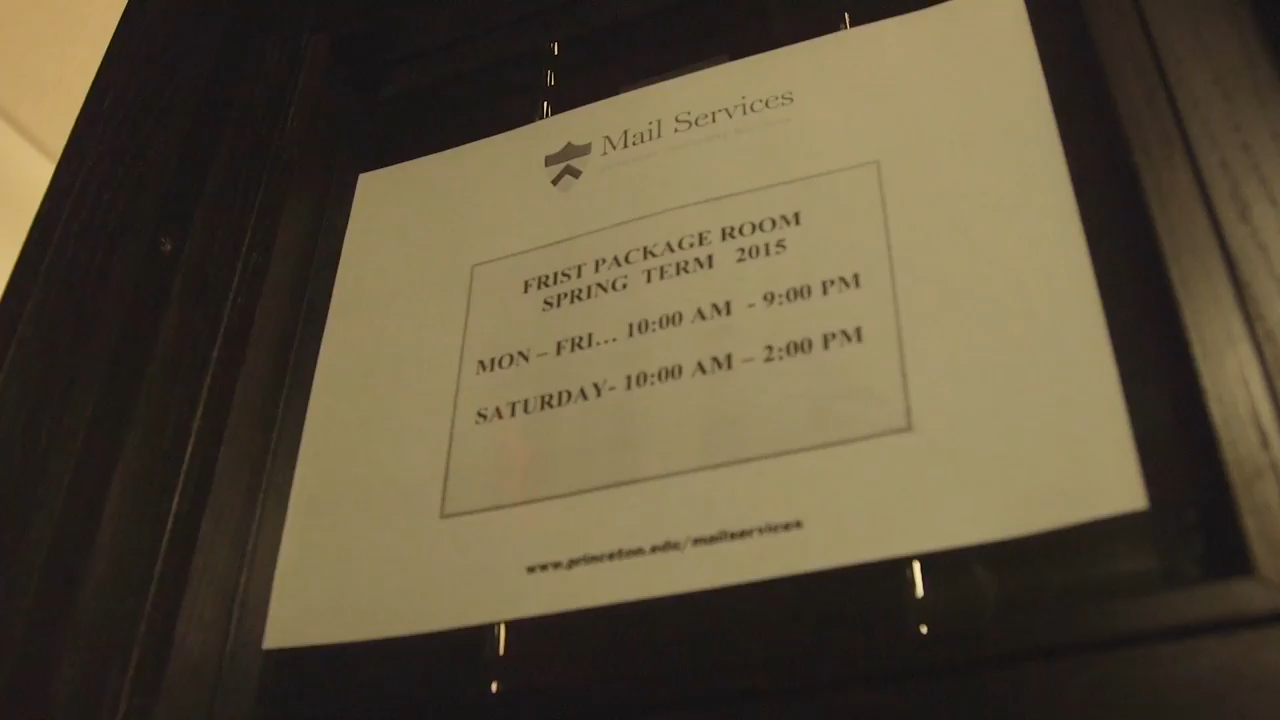 Mail Services
FRIST PACKAGE ROOM
SPRING TERM 2015
MON – FRI... 10:00 AM - 9:00 PM
SATURDAY- 10:00 AM – 2:00 PM
www.princeton.edu/mailservices